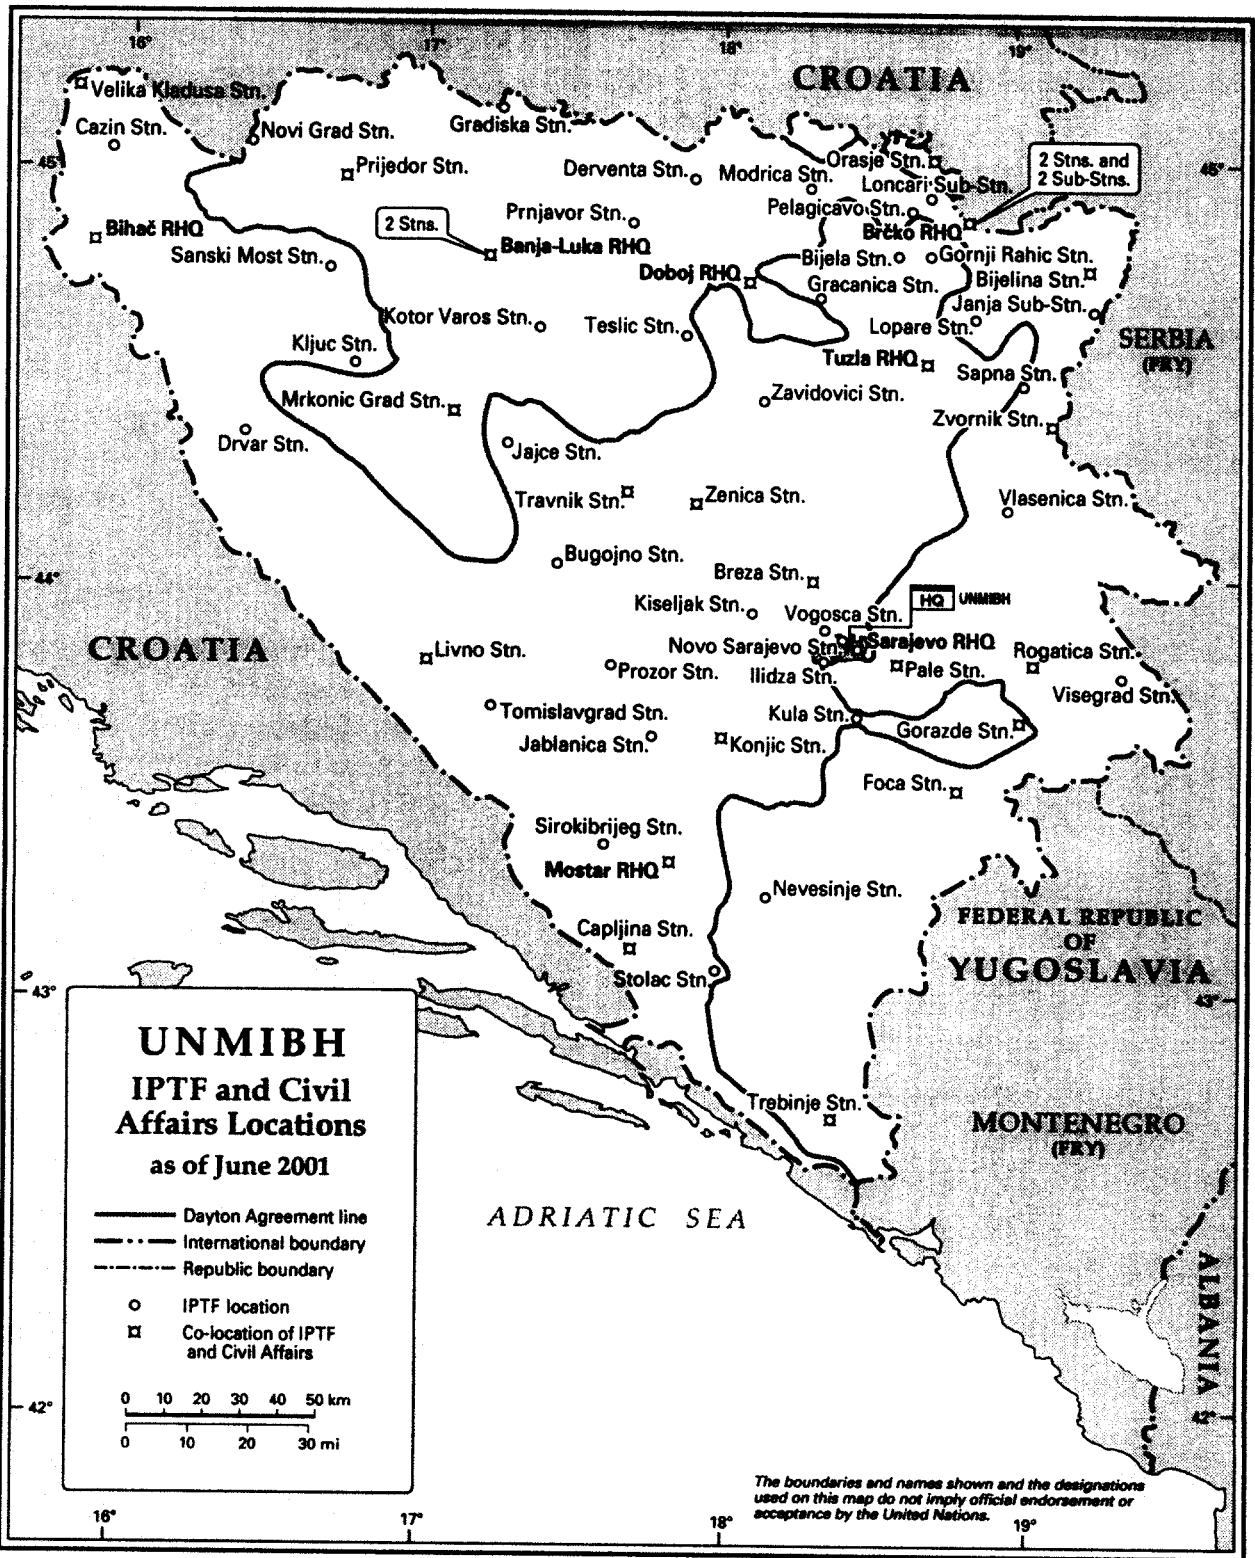 16° 17° 18° 19°
CROATIA
Velika Kladusa Stn.
Cazin Stn.
Novi Grad Stn.
Gradiska Stn.
45°
Prijedor Stn.
Derventa Stn.
Modrica Stn.
Orasje Stn.
Loncari Sub-Stn.
2 Stns. and
2 Sub-Stns.
45°
Bihač RHQ
2 Stns.
Prnjavor Stn.
Pelagicavo Stn.
Brčko RHQ
Sanski Most Stn.
Banja-Luka RHQ
Doboj RHQ
Bijela Stn.
Gornji Rahic Stn.
Gracanica Stn.
Bijelina Stn.
Janja Sub-Stn.
Kotor Varos Stn.
Teslic Stn.
Lopare Stn.
SERBIA
(FRY)
Kljuc Stn.
Tuzla RHQ
Sapna Stn.
Mrkonic Grad Stn.
Zavidovici Stn.
Zvornik Stn.
Drvar Stn.
Jajce Stn.
Travnik Stn.
Zenica Stn.
Vlasenica Stn.
Bugojno Stn.
44°
Breza Stn.
Kiseljak Stn.
Vogosca Stn.
HQ UNMIBH
CROATIA
Livno Stn.
Novo Sarajevo Stn.
Sarajevo RHQ
Rogatica Stn.
Prozor Stn.
Ilidza Stn.
Pale Stn.
Visegrad Stn.
Tomislavgrad Stn.
Kula Stn.
Gorazde Stn.
Jablanica Stn.
Konjic Stn.
Foca Stn.
Sirokibrijeg Stn.
Mostar RHQ
Nevesinje Stn.
FEDERAL REPUBLIC
OF
YUGOSLAVIA
Capljina Stn.
Stolac Stn.
43°
43°
UNMIBH
IPTF and Civil
Affairs Locations
as of June 2001
Dayton Agreement line
International boundary
Republic boundary
IPTF location
Co-location of IPTF
and Civil Affairs
0 10 20 30 40 50 km
0 10 20 30 mi
Trebinje Stn.
MONTENEGRO
(FRY)
ADRIATIC SEA
ALBANIA
42°
42°
The boundaries and names shown and the designations
used on this map do not imply official endorsement or
acceptance by the United Nations.
16° 17° 18° 19°